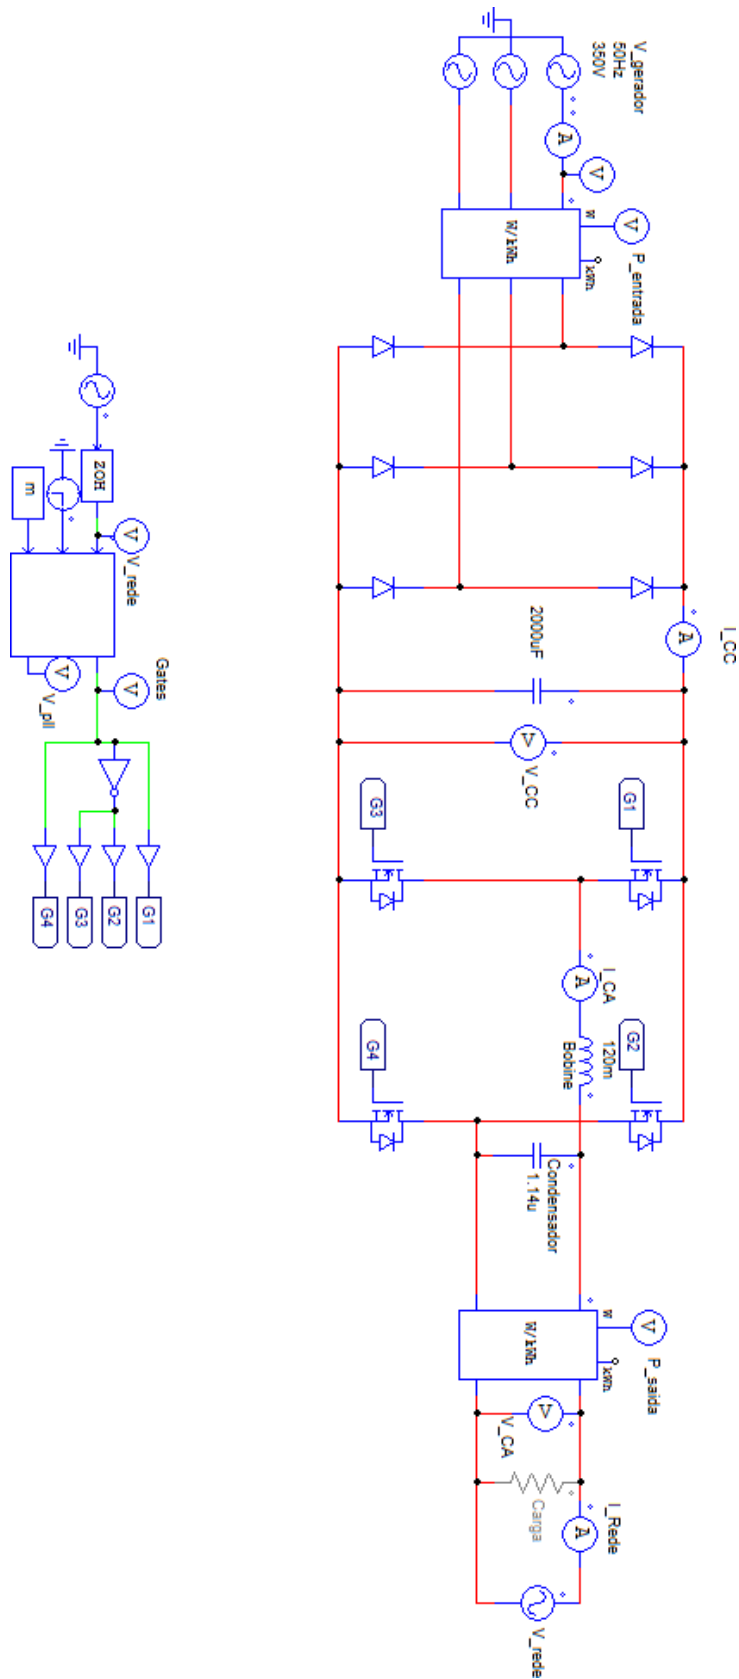 V_gerador
50Hz
350V
A
V
W
V
P_entrada
W/kWh
kWh
I_CC
A
2000uF
V
V_CC
G1
G3
I_CA
A
120m
Bobine
G2
G4
Condensador
1.14u
W
V
P_saida
W/kWh
kWh
V
V_CA
Carga
I_Rede
A
V_rede
ZOH
m
V
V_rede
V
V_pll
Gates
V
G1
G2
G3
G4